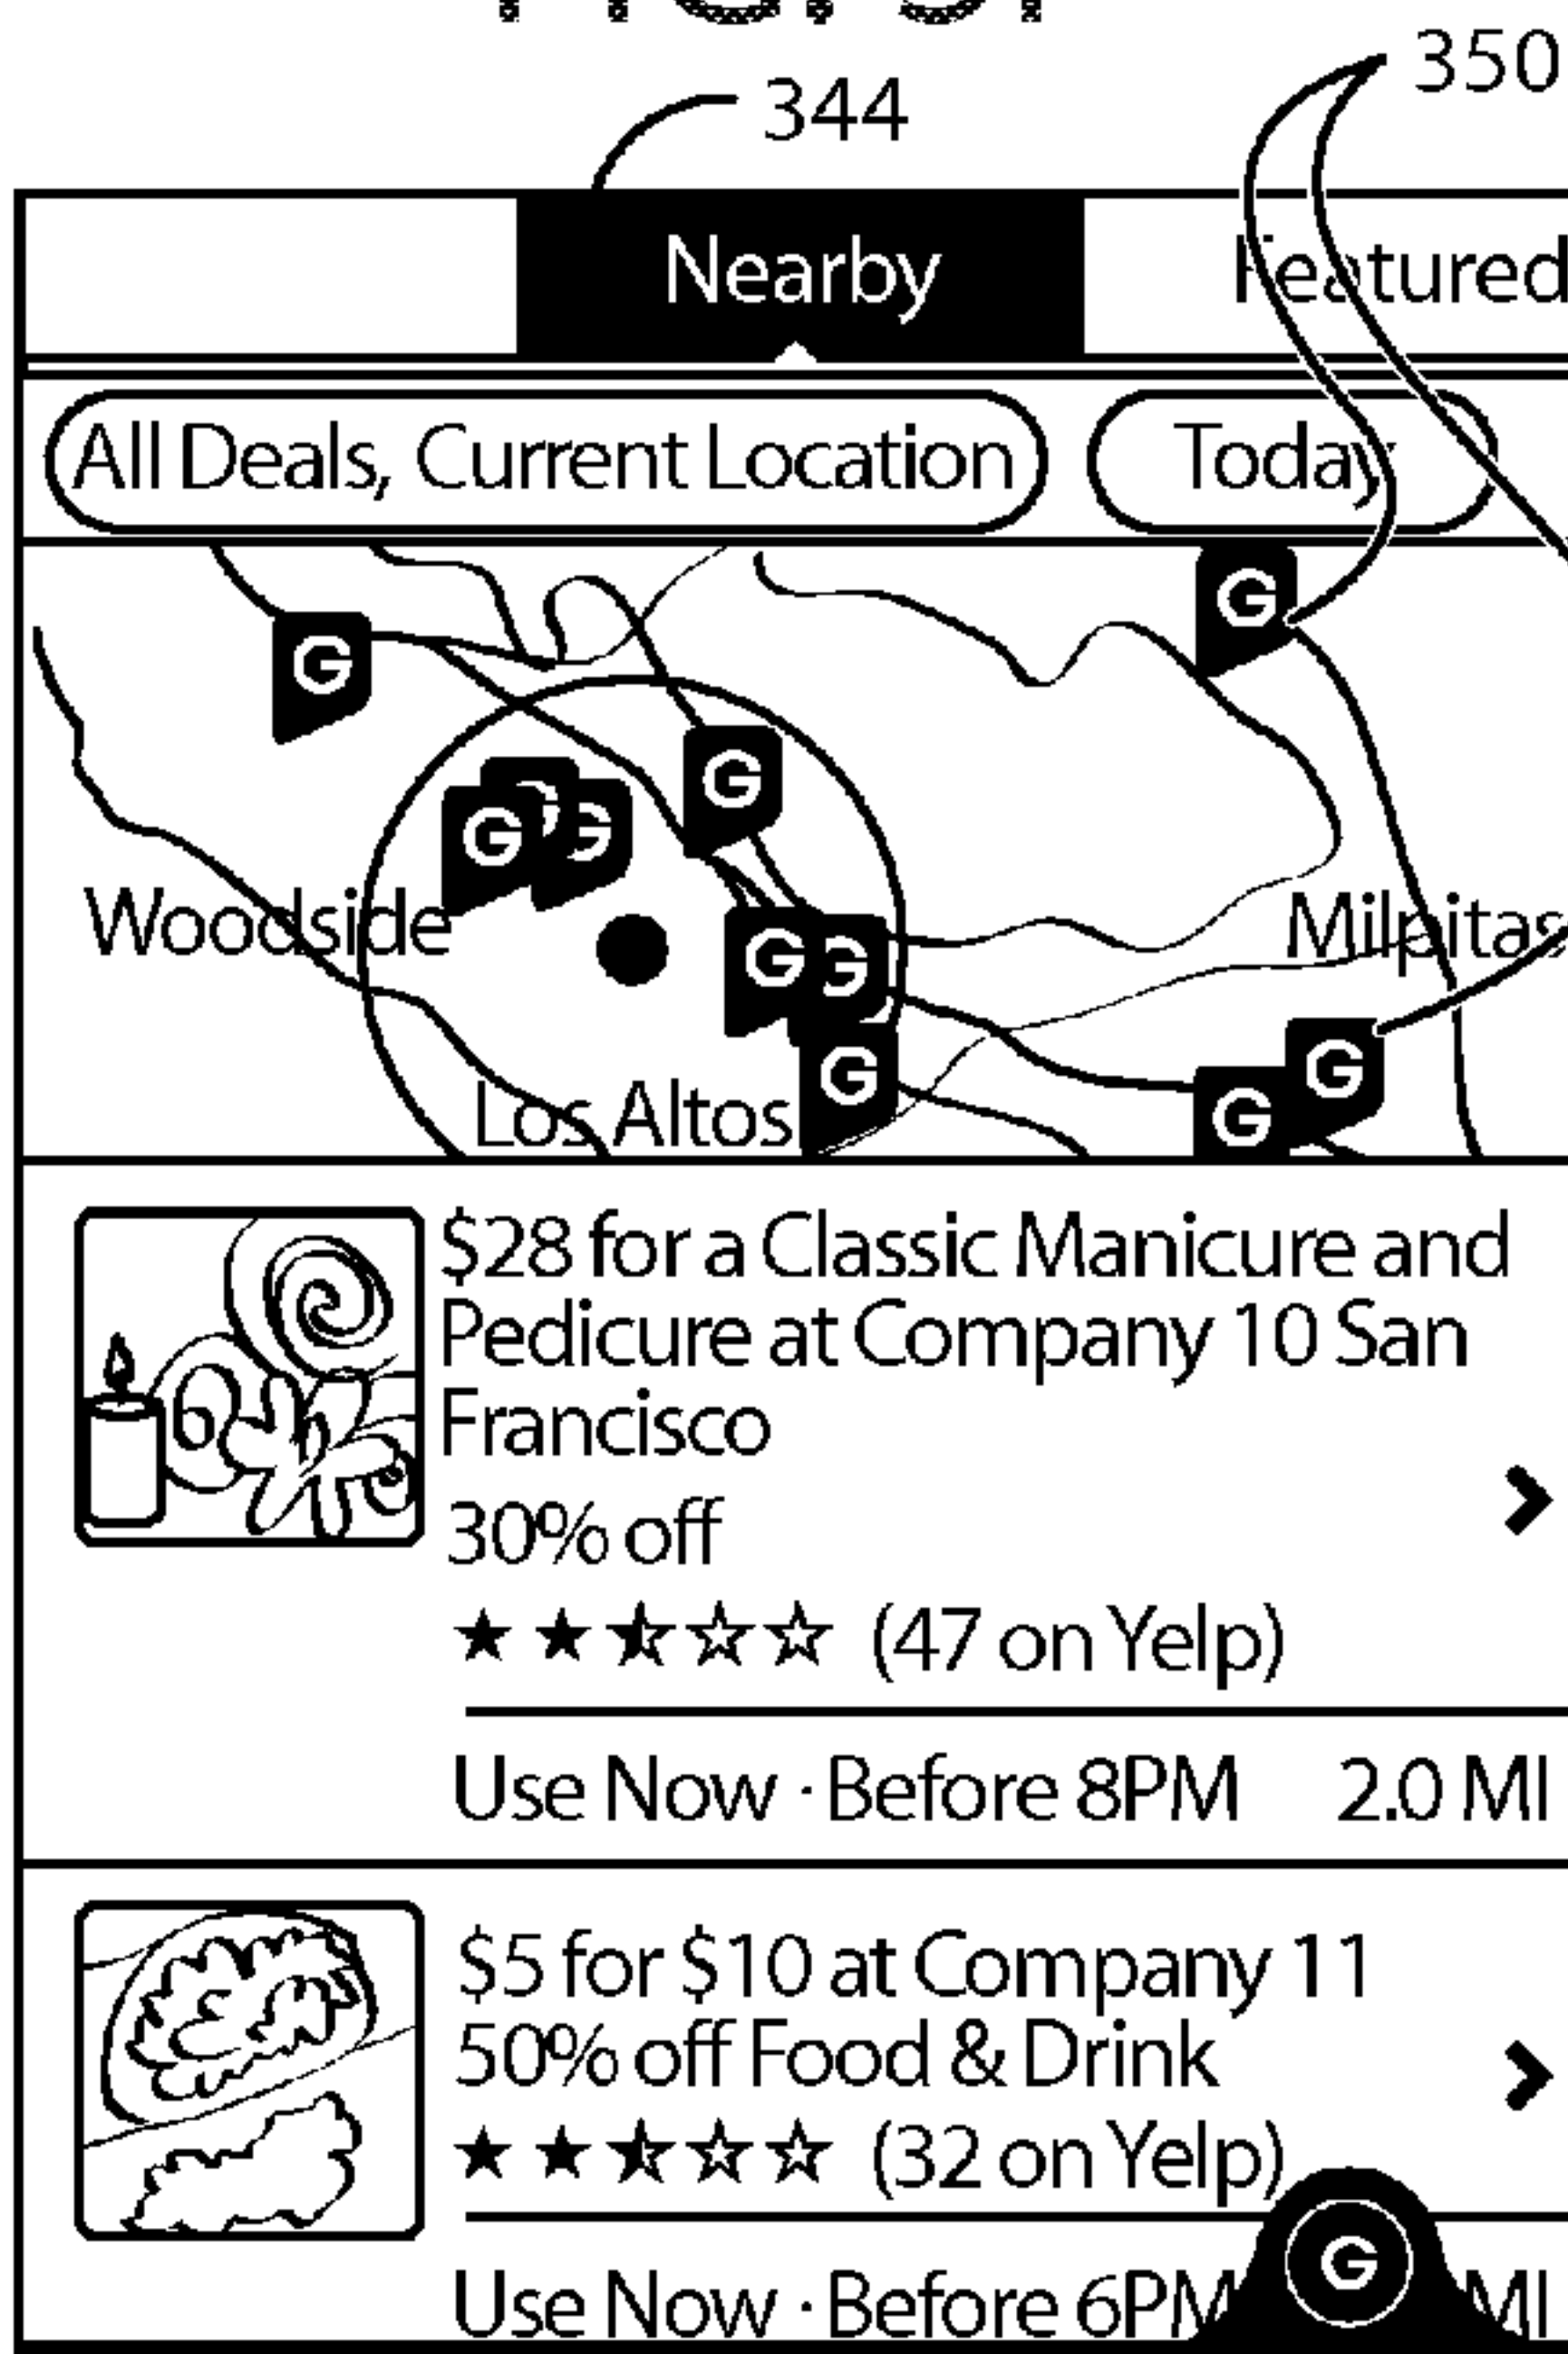 344
350
Nearby Featured
All Deals, Current Location Today
G
G
G
G
G
Woodside Milpitas
G G
G
G
Los Altos
G
$28 for a Classic Manicure and
Pedicure at Company 10 San
Francisco
30% off
(47 on Yelp)
Use Now · Before 8PM 2.0 MI
$5 for $10 at Company 11
50% off Food & Drink
(32 on Yelp)
G
Use Now · Before 6PM MI